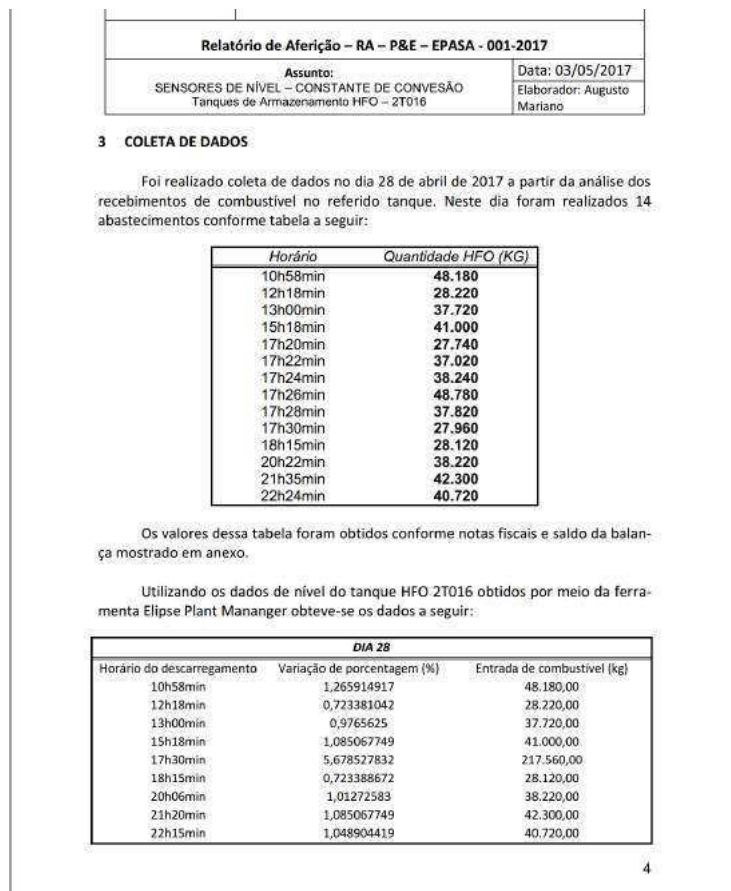 Relatório de Aferição – RA – P&E – EPASA - 001-2017
Assunto:
SENSORES DE NÍVEL – CONSTANTE DE CONVESÃO
Tanques de Armazenamento HFO – 2T016
Data: 03/05/2017
Elaborador: Augusto
Mariano
3 COLETA DE DADOS
Foi realizado coleta de dados no dia 28 de abril de 2017 a partir da análise dos
recebimentos de combustível no referido tanque. Neste dia foram realizados 14
abastecimentos conforme tabela a seguir:
Horário Quantidade HFO (KG)
10h58min 48.180
12h18min 28.220
13h00min 37.720
15h18min 41.000
17h20min 27.740
17h22min 37.020
17h24min 38.240
17h26min 48.780
17h28min 37.820
17h30min 27.960
18h15min 28.120
20h22min 38.220
21h35min 42.300
22h24min 40.720
Os valores dessa tabela foram obtidos conforme notas fiscais e saldo da balan-
ça mostrado em anexo.
Utilizando os dados de nível do tanque HFO 2T016 obtidos por meio da ferra-
menta Elipse Plant Mananger obteve-se os dados a seguir:
DIA 28
Horário do descarregamento Variação de porcentagem (%) Entrada de combustível (kg)
10h58min 1,265914917 48.180,00
12h18min 0,723381042 28.220,00
13h00min 0,9765625 37.720,00
15h18min 1,085067749 41.000,00
17h30min 5,678527832 217.560,00
18h15min 0,723388672 28.120,00
20h06min 1,01272583 38.220,00
21h20min 1,085067749 42.300,00
22h15min 1,048904419 40.720,00
4